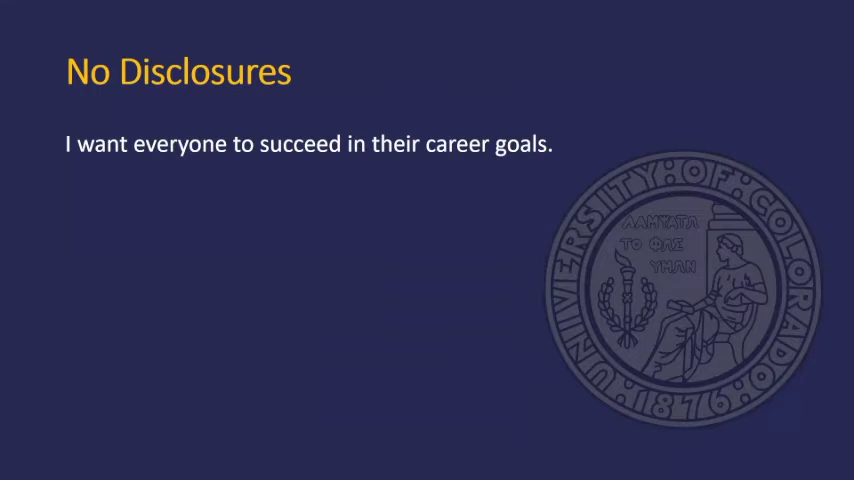 No Disclosures
I want everyone to succeed in their career goals.
UNIVERSITY OF COLORADO
ΛΑΜΨΑΤΩ
ΤΟ ΦΩΣ
ΥΜΩΝ
1876